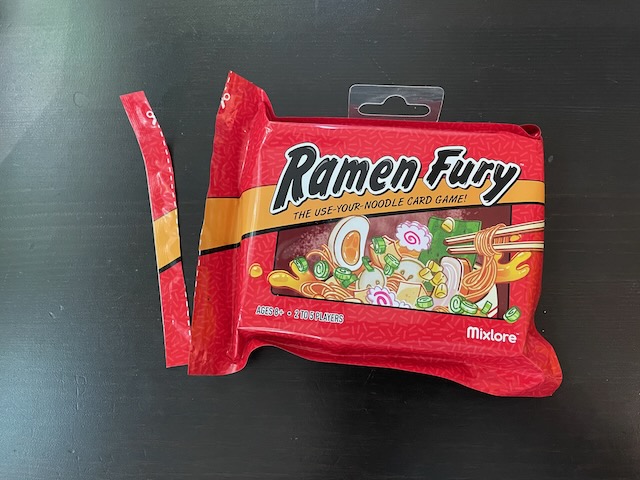 Ramen Fury
THE USE-YOUR-NOODLE CARD GAME!
AGES 8+ • 2 TO 5 PLAYERS
Mixlore